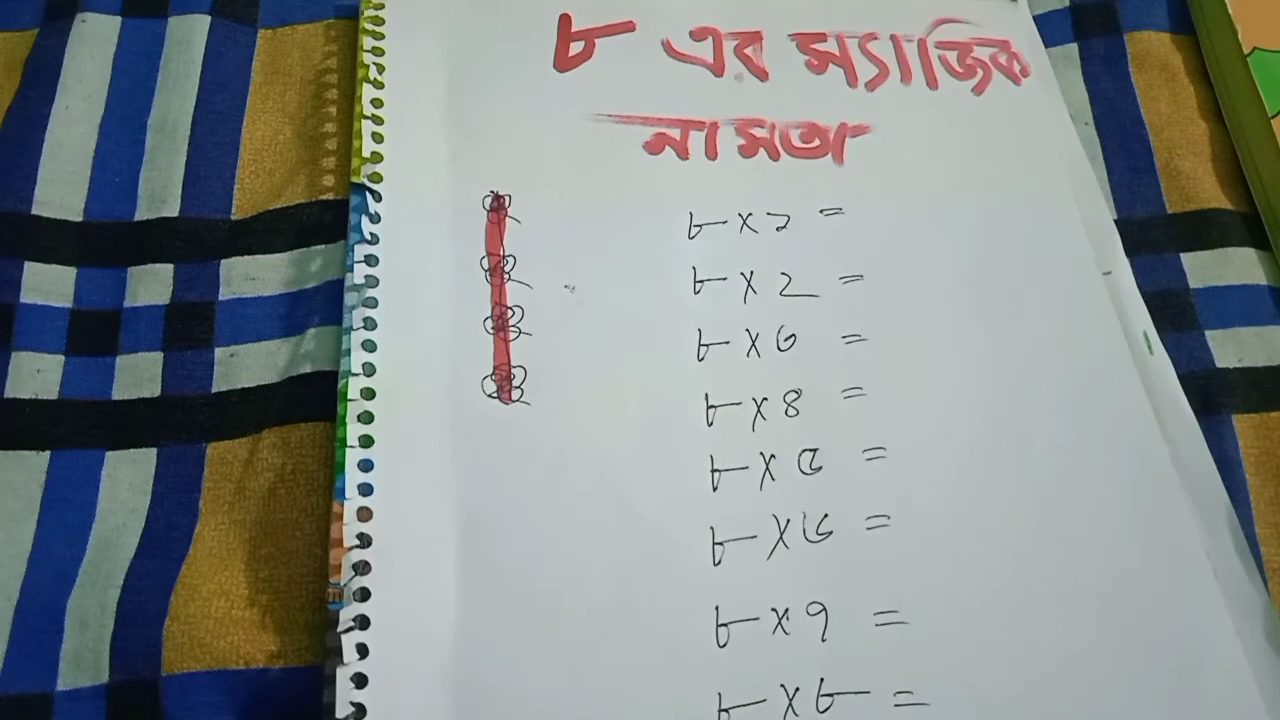 ৮ এর ম্যাজিক
নামতা
৮ × ১ =
৮ × ২ =
৮ × ৩ =
৮ × ৪ =
৮ × ৫ =
৮ × ৬ =
৮ × ৭ =
৮ × ৮ =